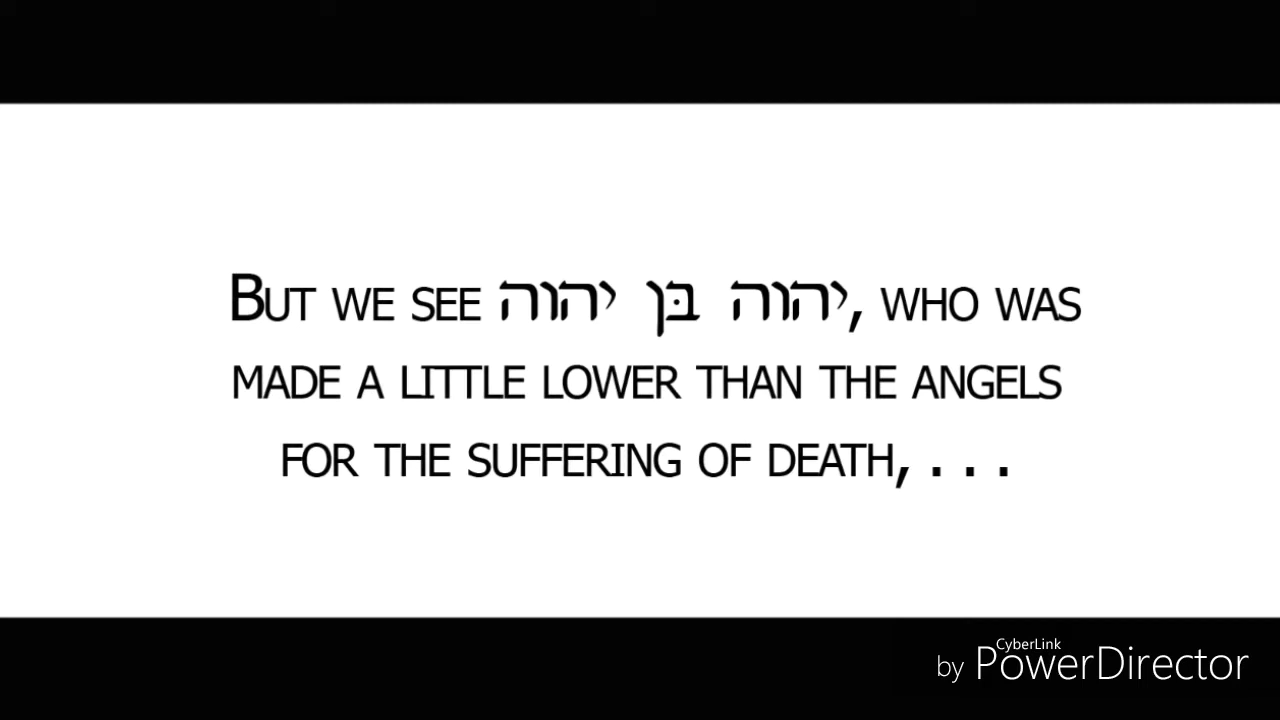 But we see יהוה בּן יהוה, who was
made a little lower than the angels
for the suffering of death, . . .
CyberLink
by PowerDirector